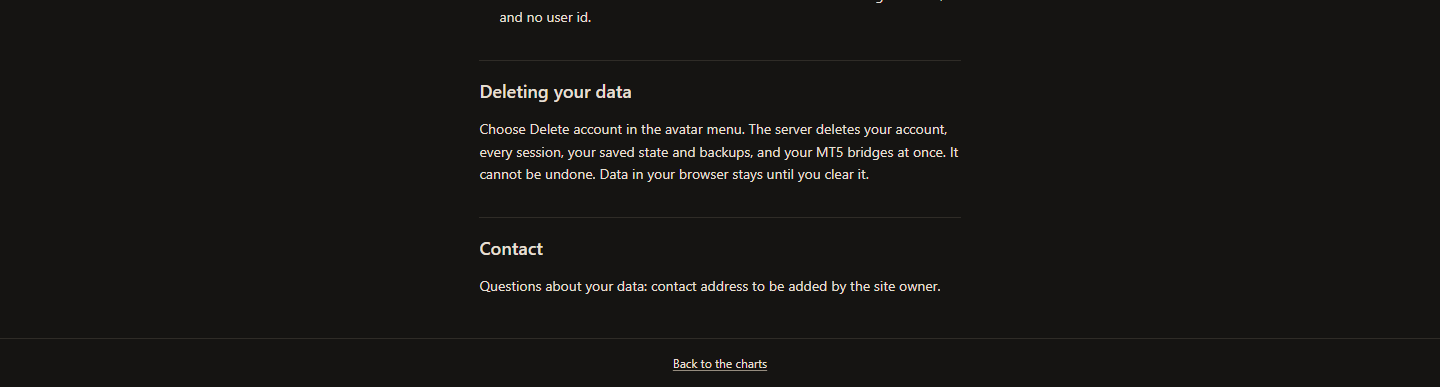 and no user id.
Deleting your data
Choose Delete account in the avatar menu. The server deletes your account,
every session, your saved state and backups, and your MT5 bridges at once. It
cannot be undone. Data in your browser stays until you clear it.
Contact
Questions about your data: contact address to be added by the site owner.
Back to the charts